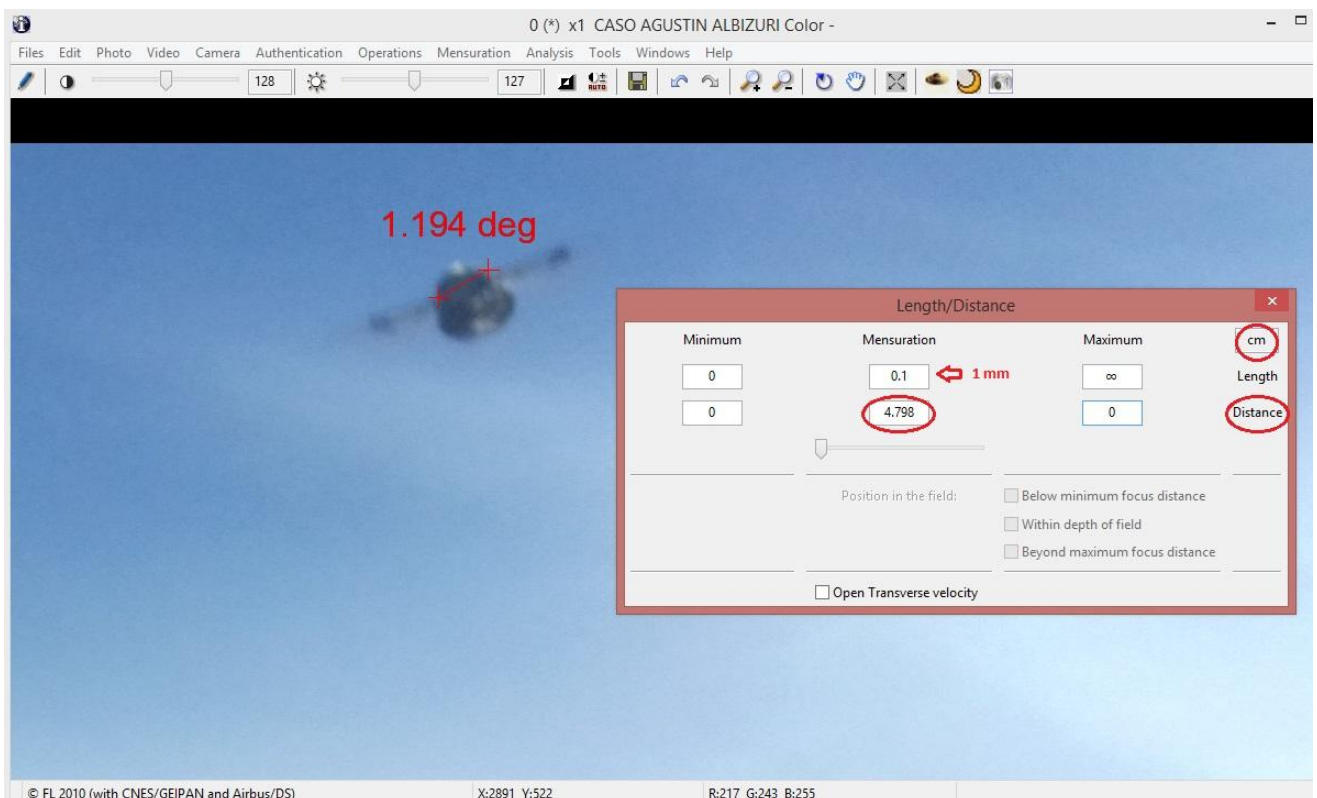 0 (*) x1 CASO AGUSTIN ALBIZURI Color -
Files Edit Photo Video Camera Authentication Operations Mensuration Analysis Tools Windows Help
128 127 AUTO
1.194 deg
Length/Distance
Minimum Mensuration Maximum cm
0 0.1 1 mm ∞ Length
0 4.798 0 Distance
Position in the field: Below minimum focus distance
Within depth of field
Beyond maximum focus distance
Open Transverse velocity
© FL 2010 (with CNES/GEIPAN and Airbus/DS) X:2891 Y:522 R:217 G:243 B:255